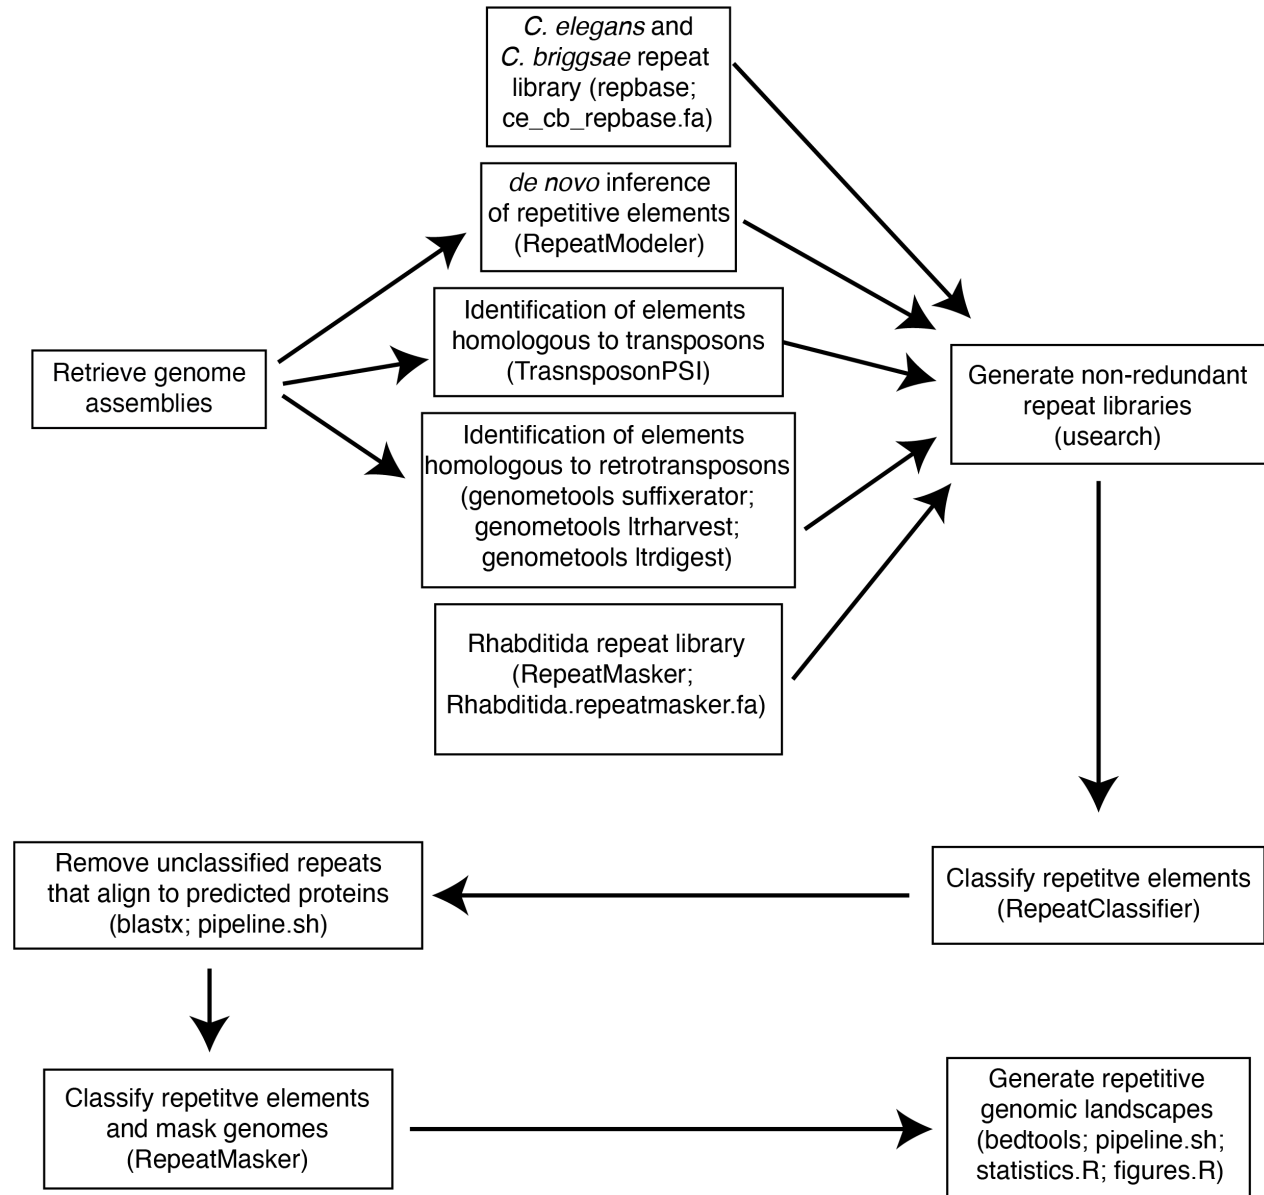 C. elegans and
C. briggsae repeat
library (repbase;
ce_cb_repbase.fa)
de novo inference
of repetitive elements
(RepeatModeler)
Identification of elements
homologous to transposons
(TrasnsposonPSI)
Retrieve genome
assemblies
Generate non-redundant
repeat libraries
(usearch)
Identification of elements
homologous to retrotransposons
(genometools suffixerator;
genometools ltrharvest;
genometools ltrdigest)
Rhabditida repeat library
(RepeatMasker;
Rhabditida.repeatmasker.fa)
Remove unclassified repeats
that align to predicted proteins
(blastx; pipeline.sh)
Classify repetitve elements
(RepeatClassifier)
Classify repetitve elements
and mask genomes
(RepeatMasker)
Generate repetitive
genomic landscapes
(bedtools; pipeline.sh;
statistics.R; figures.R)